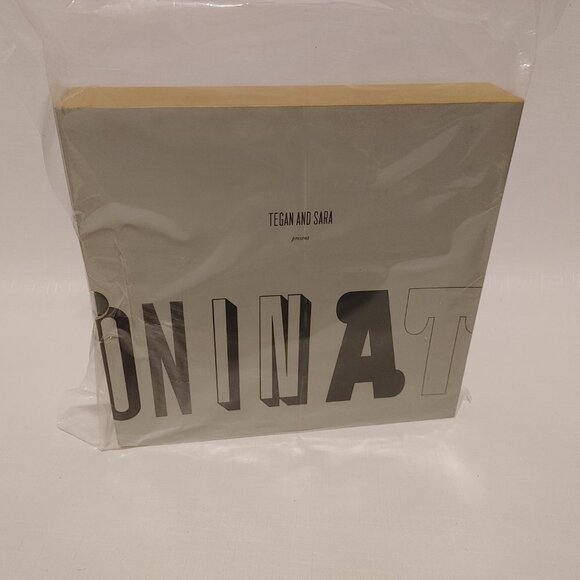 TEGAN AND SARA
present
ONINAT